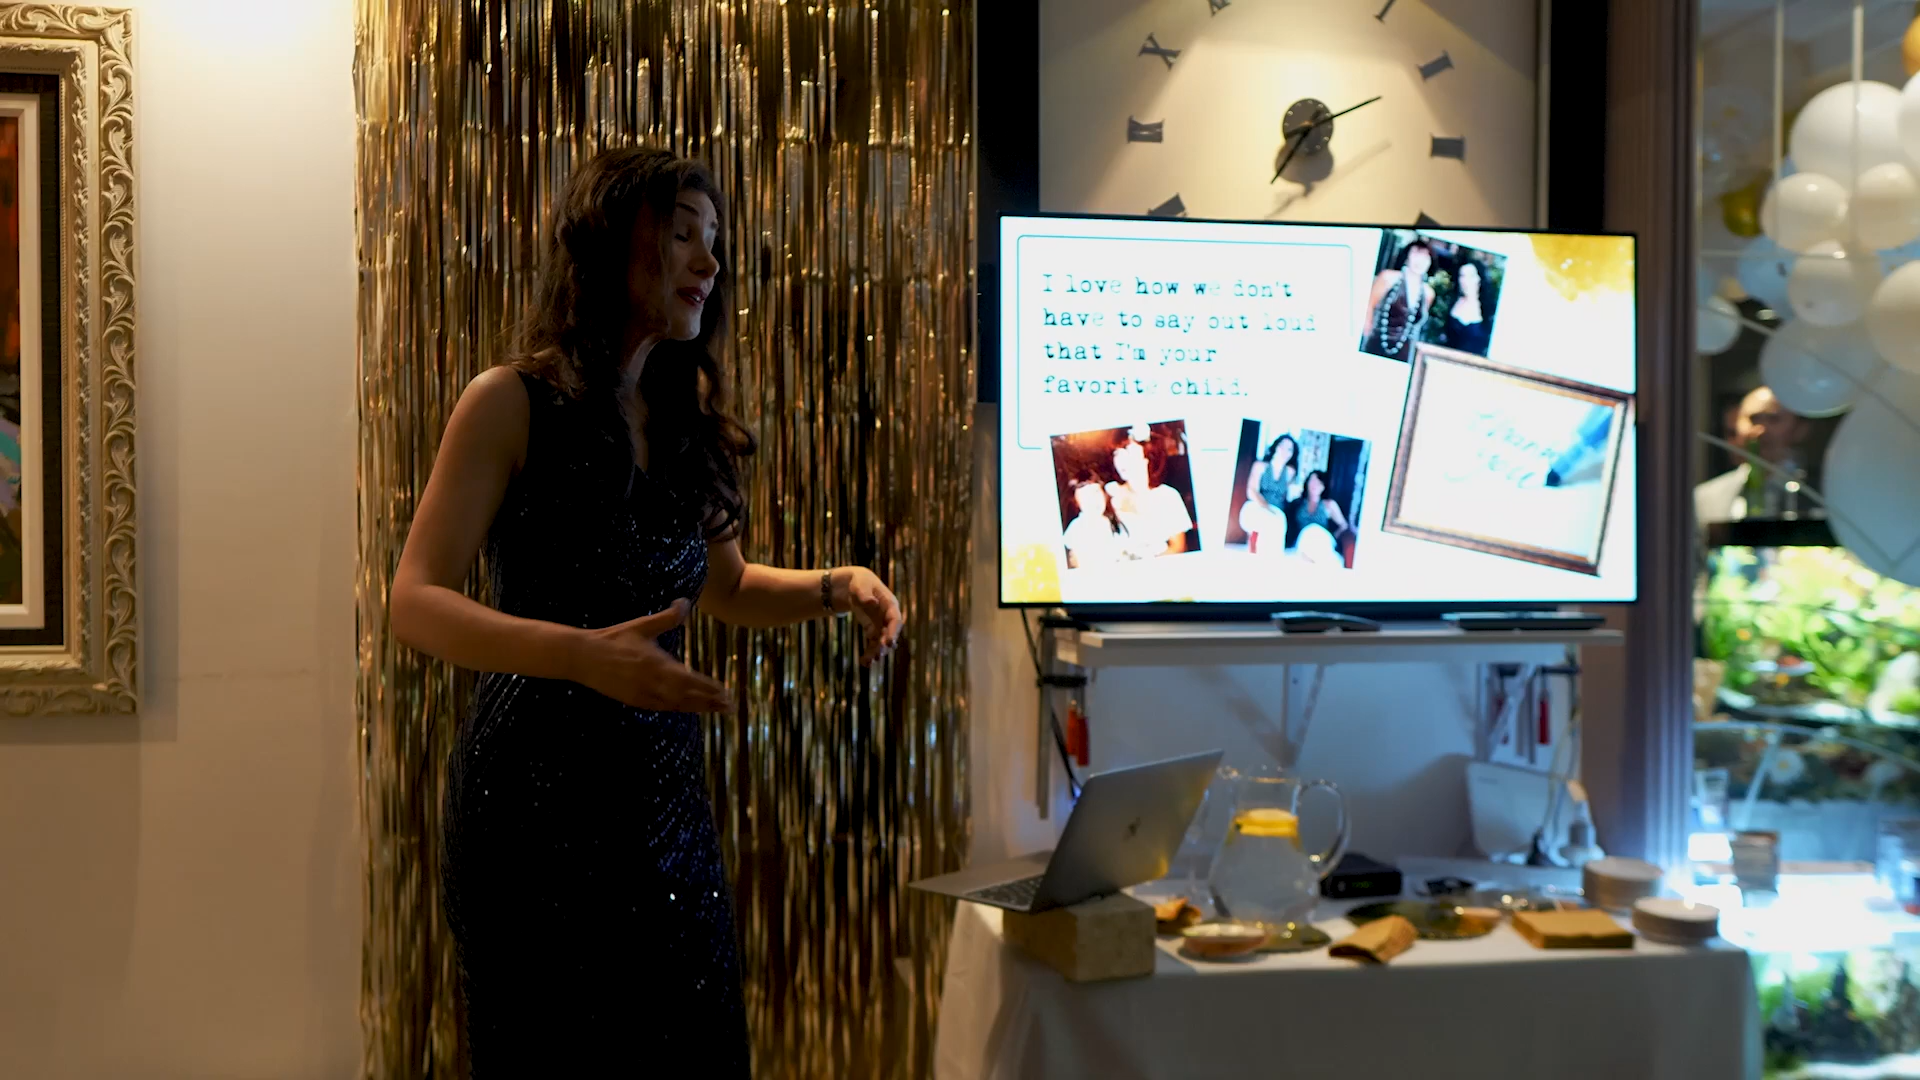 I love how we don't
have to say out loud
that I'm your
favorite child.